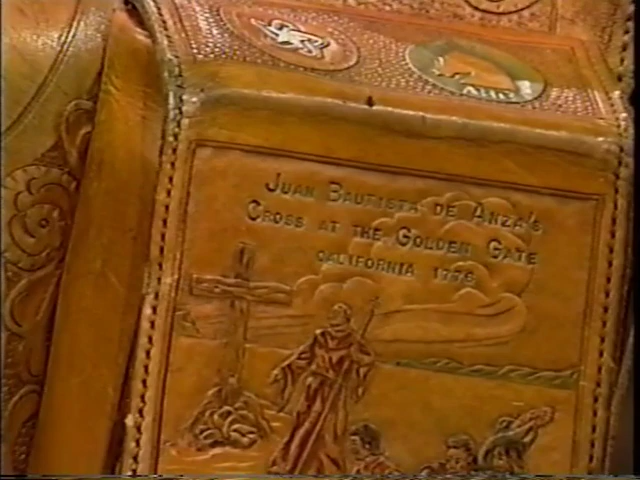 Juan Bautista de Anza's
Cross at the Golden Gate
California 1776